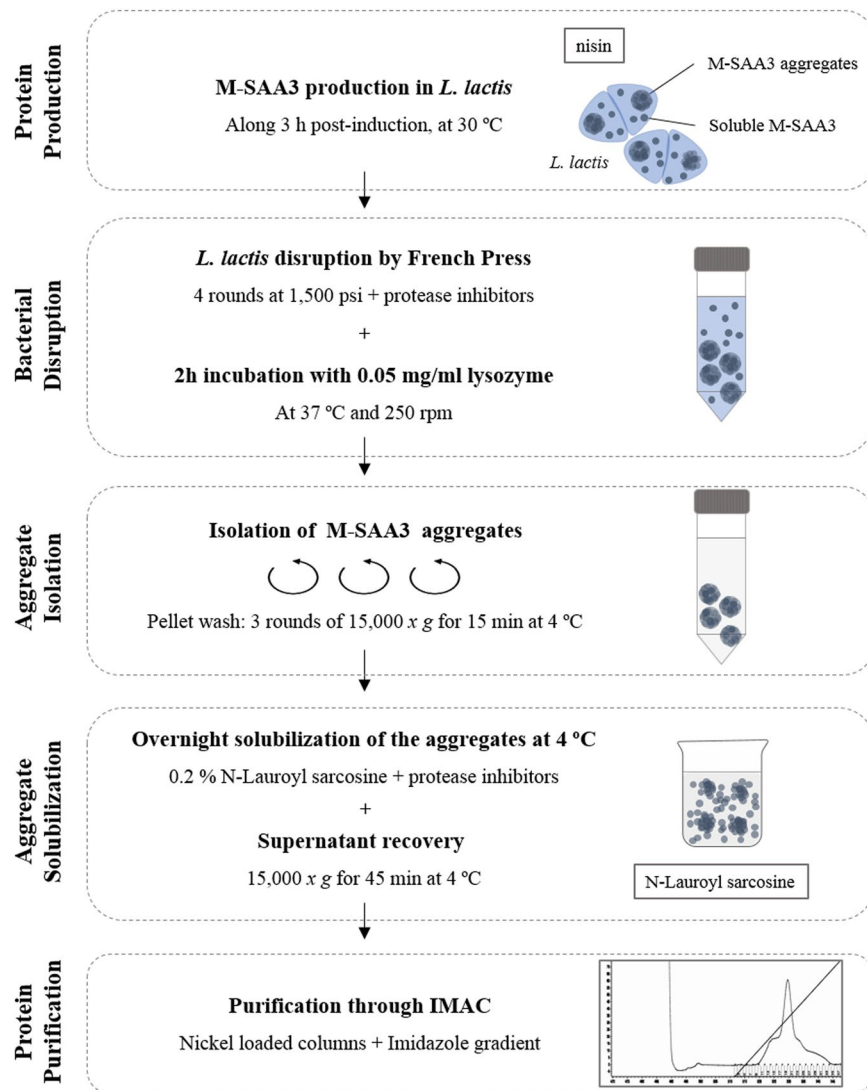 Protein
Production
M-SAA3 production in L. lactis
Along 3 h post-induction, at 30 ºC
nisin
M-SAA3 aggregates
Soluble M-SAA3
L. lactis
Bacterial
Disruption
L. lactis disruption by French Press
4 rounds at 1,500 psi + protease inhibitors
+
2h incubation with 0.05 mg/ml lysozyme
At 37 ºC and 250 rpm
Aggregate
Isolation
Isolation of M-SAA3 aggregates
Pellet wash: 3 rounds of 15,000 x g for 15 min at 4 ºC
Aggregate
Solubilization
Overnight solubilization of the aggregates at 4 ºC
0.2 % N-Lauroyl sarcosine + protease inhibitors
+
Supernatant recovery
15,000 x g for 45 min at 4 ºC
N-Lauroyl sarcosine
Protein
Purification
Purification through IMAC
Nickel loaded columns + Imidazole gradient